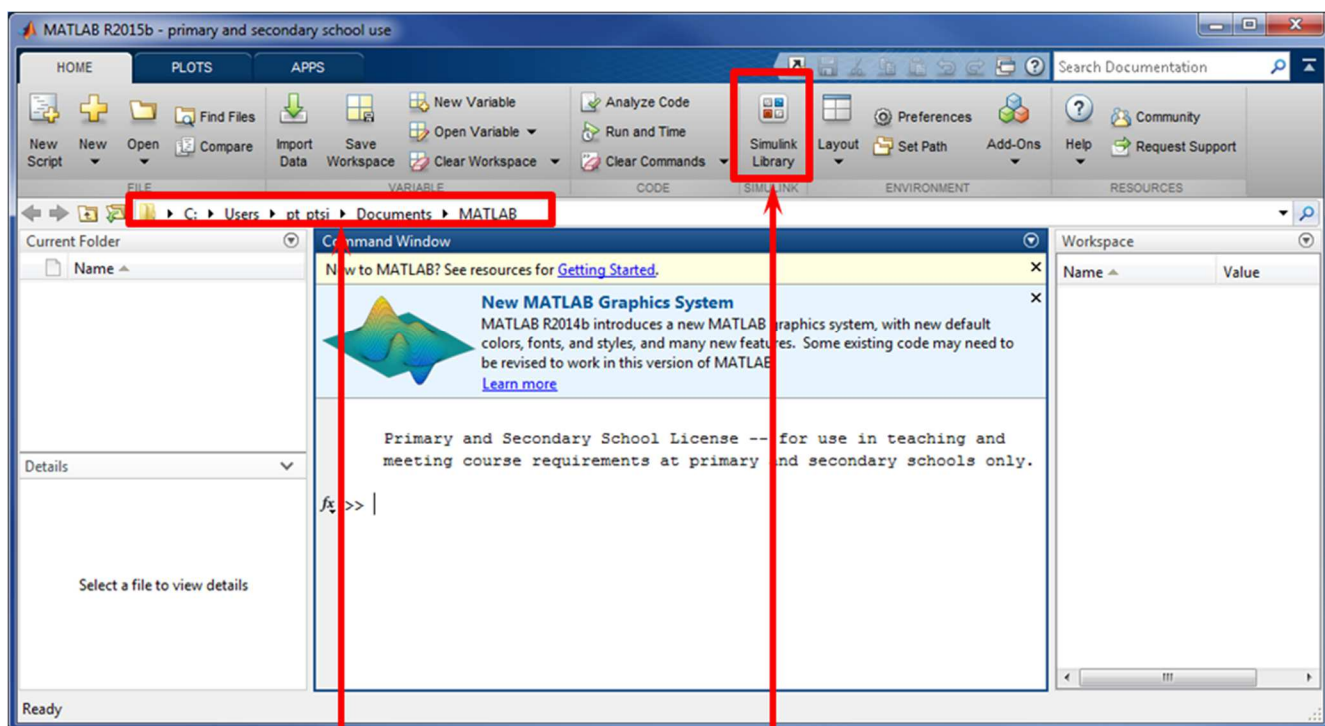 MATLAB R2015b - primary and secondary school use
HOME PLOTS APPS
Search Documentation
New Script
New
Open
Find Files
Compare
Import Data
Save Workspace
New Variable
Open Variable
Clear Workspace
Analyze Code
Run and Time
Clear Commands
Simulink Library
Layout
Preferences
Set Path
Add-Ons
Help
Community
Request Support
FILE VARIABLE CODE SIMULINK ENVIRONMENT RESOURCES
C: Users pt ptsi Documents MATLAB
Current Folder
Name
Details
Select a file to view details
Command Window
New to MATLAB? See resources for Getting Started.
New MATLAB Graphics System
MATLAB R2014b introduces a new MATLAB graphics system, with new default
colors, fonts, and styles, and many new features. Some existing code may need to
be revised to work in this version of MATLAB
Learn more
Primary and Secondary School License -- for use in teaching and
meeting course requirements at primary and secondary schools only.
fx >>
Workspace
Name Value
Ready